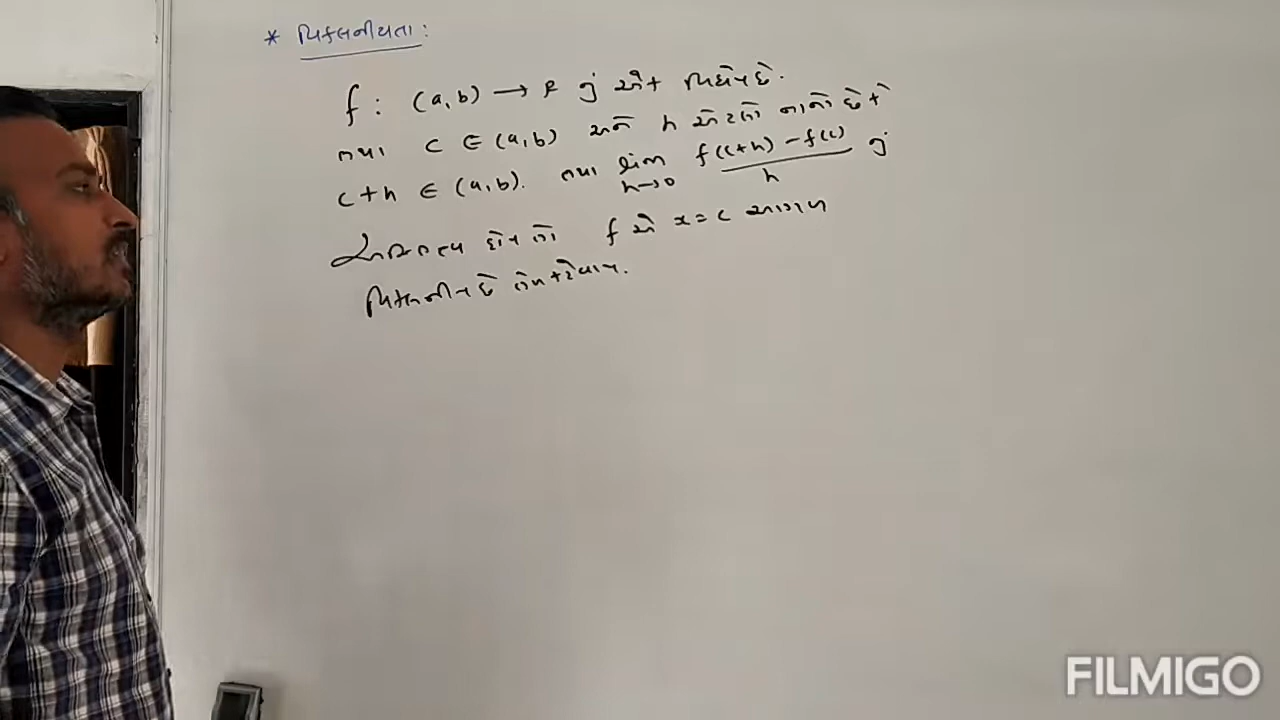 * વિકલનીયતા :
f : (a,b) → R નું એક વિધેય છે.
તથા c ∈ (a,b) અને h એટલો નાનો છે કે
c+h ∈ (a,b). તથા lim h→0 f(c+h) – f(c) / h નું
અસ્તિત્વ હોય તો f એ x = c આગળ
વિકલનીય છે તેમ કહેવાય.
FILMIGO